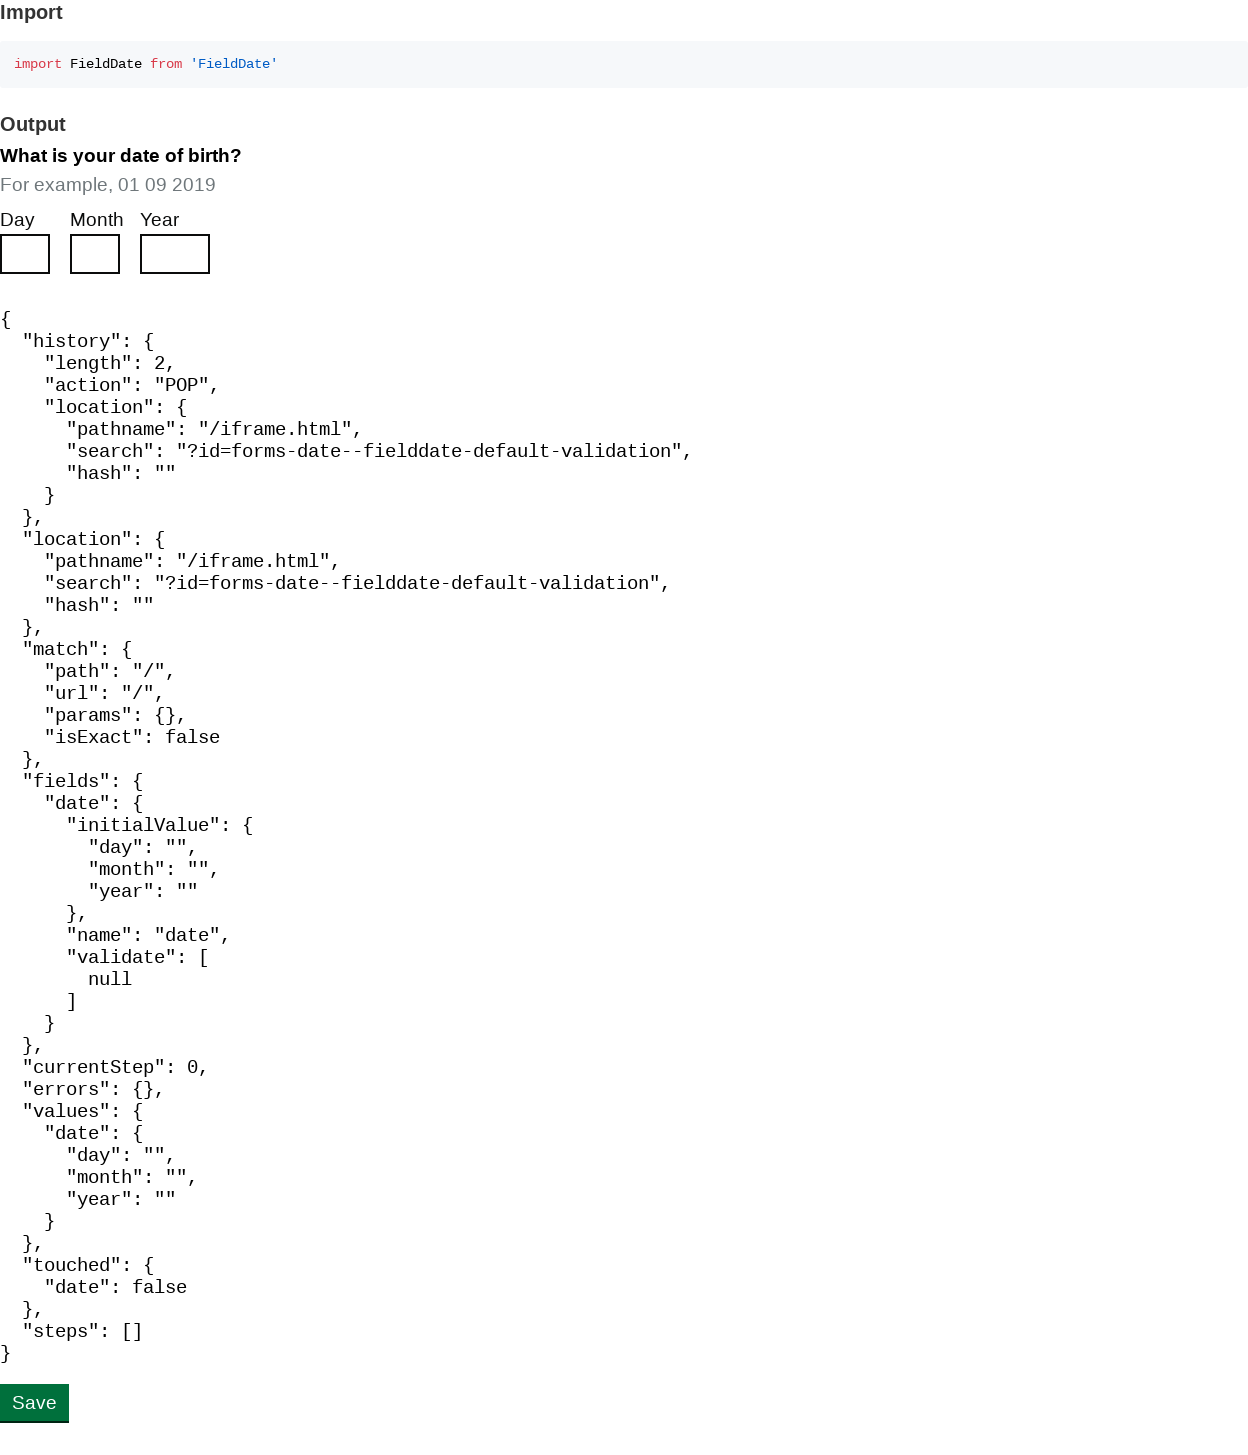 Import
import FieldDate from 'FieldDate'
Output
What is your date of birth?
For example, 01 09 2019
Day Month Year
{
  "history": {
    "length": 2,
    "action": "POP",
    "location": {
      "pathname": "/iframe.html",
      "search": "?id=forms-date--fielddate-default-validation",
      "hash": ""
    }
  },
  "location": {
    "pathname": "/iframe.html",
    "search": "?id=forms-date--fielddate-default-validation",
    "hash": ""
  },
  "match": {
    "path": "/",
    "url": "/",
    "params": {},
    "isExact": false
  },
  "fields": {
    "date": {
      "initialValue": {
        "day": "",
        "month": "",
        "year": ""
      },
      "name": "date",
      "validate": [
        null
      ]
    }
  },
  "currentStep": 0,
  "errors": {},
  "values": {
    "date": {
      "day": "",
      "month": "",
      "year": ""
    }
  },
  "touched": {
    "date": false
  },
  "steps": []
}
Save